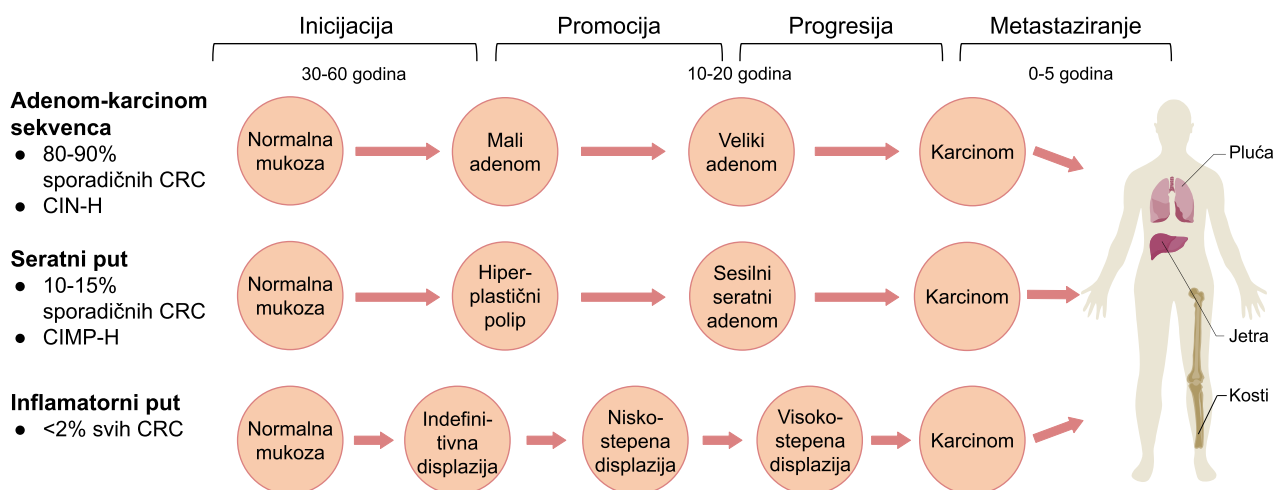 Inicijacija
Promocija
Progresija
Metastaziranje
30-60 godina
10-20 godina
0-5 godina
Adenom-karcinom
sekvenca
● 80-90%
sporadičnih CRC
● CIN-H
Normalna
mukoza
Mali
adenom
Veliki
adenom
Karcinom
Seratni put
● 10-15%
sporadičnih CRC
● CIMP-H
Normalna
mukoza
Hiper-
plastični
polip
Sesilni
seratni
adenom
Karcinom
Inflamatorni put
● <2% svih CRC
Normalna
mukoza
Indefini-
tivna
displazija
Nisko-
stepena
displazija
Visoko-
stepena
displazija
Karcinom
Pluća
Jetra
Kosti